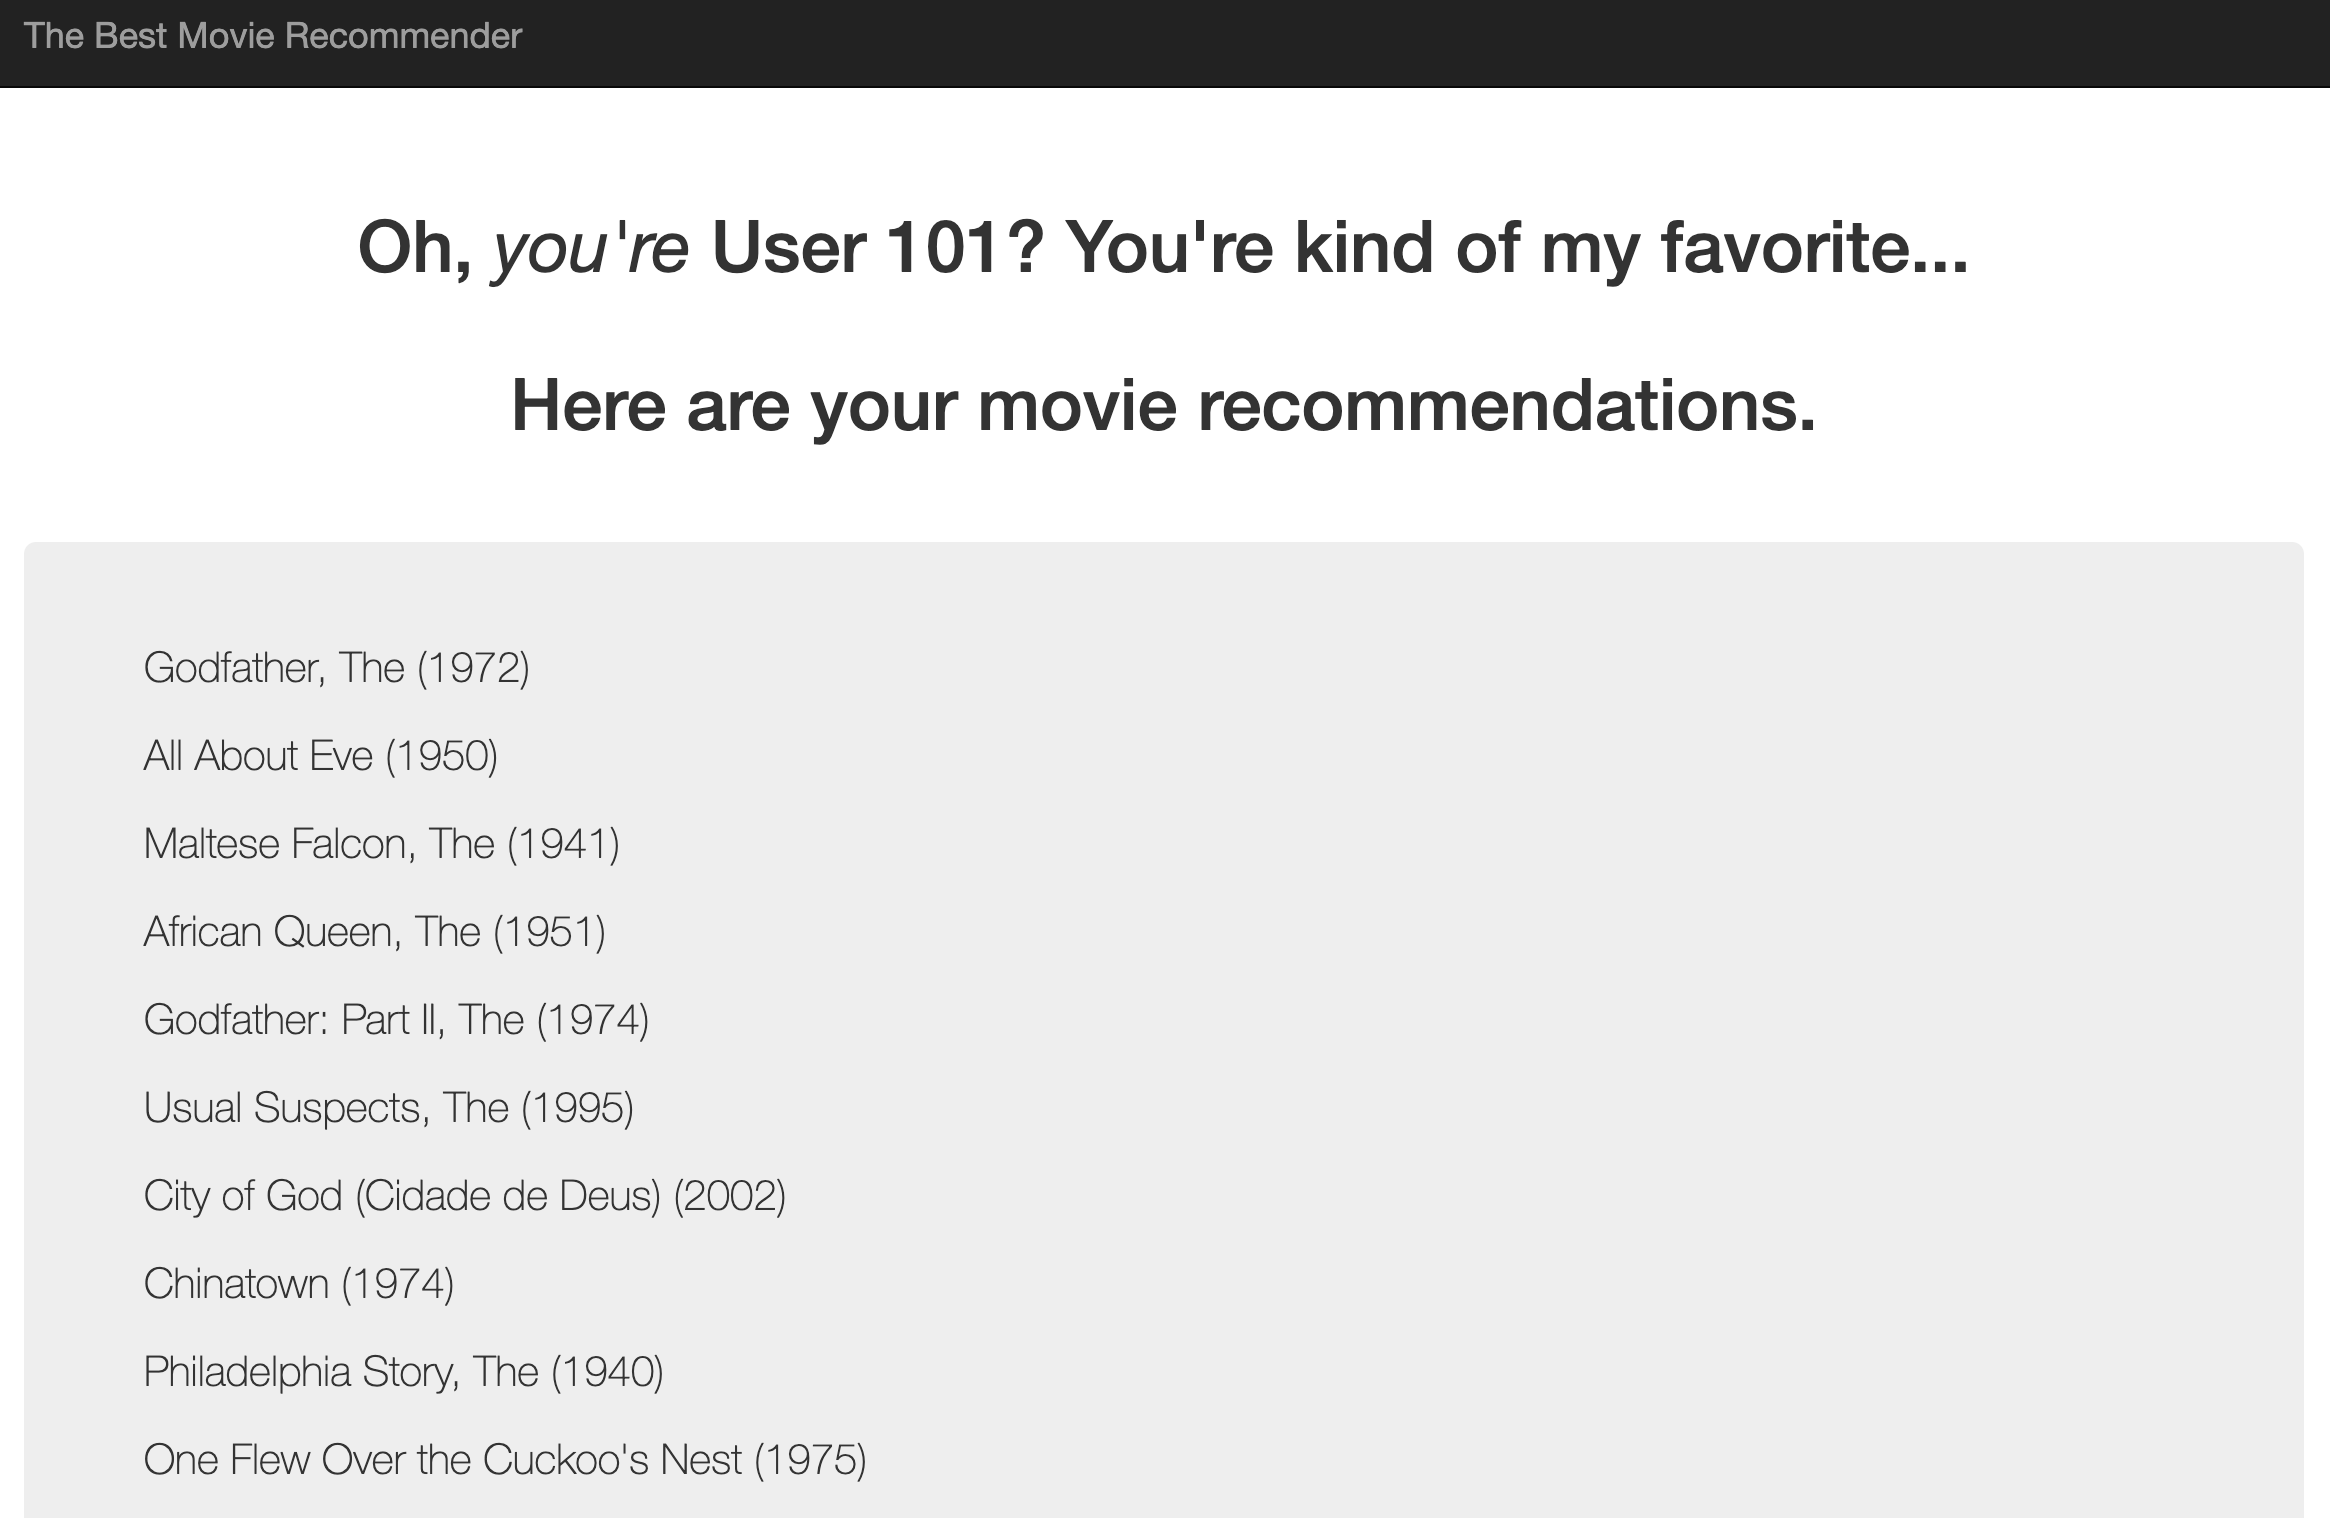 The Best Movie Recommender
Oh, you're User 101? You're kind of my favorite...
Here are your movie recommendations.
Godfather, The (1972)
All About Eve (1950)
Maltese Falcon, The (1941)
African Queen, The (1951)
Godfather: Part II, The (1974)
Usual Suspects, The (1995)
City of God (Cidade de Deus) (2002)
Chinatown (1974)
Philadelphia Story, The (1940)
One Flew Over the Cuckoo's Nest (1975)